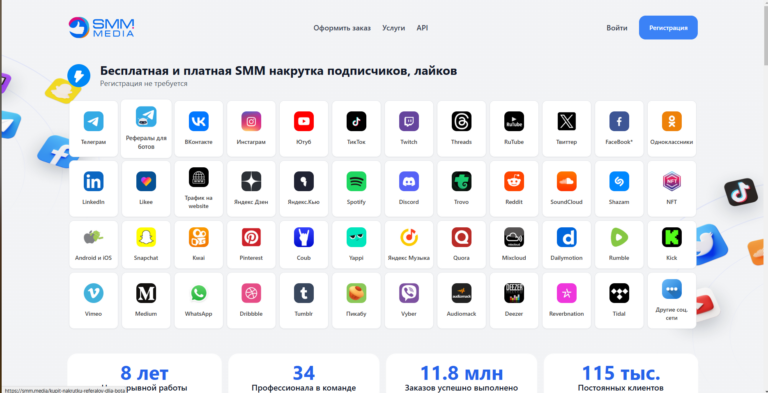 SMM
MEDIA
Оформить заказ
Услуги
API
Войти
Регистрация
Бесплатная и платная SMM накрутка подписчиков, лайков
Регистрация не требуется
Телеграм
Рефералы для
ботов
ВКонтакте
Инстаграм
Ютуб
ТикТок
Twitch
Threads
RuTube
RuTube
Твиттер
FaceBook*
Одноклассники
LinkedIn
Likee
Трафик на
website
Яндекс.Дзен
Яндекс.Кью
Spotify
Discord
Trovo
Reddit
SoundCloud
Shazam
NFT
NFT
Android и iOS
Snapchat
Kwai
Pinterest
Coub
Yappi
Яндекс Музыка
Quora
Mixcloud
Dailymotion
Rumble
Kick
Vimeo
Medium
WhatsApp
Dribbble
Tumblr
Пикабу
Vyber
audiomack
Audiomack
DEEZER
Deezer
Reverbnation
Tidal
Другие соц.
сети
8 лет
рывной работы
34
Профессионала в команде
11.8 млн
Заказов успешно выполнено
115 тыс.
Постоянных клиентов
https://smm.media/kupit-nakrutku-referalov-dlia-bota